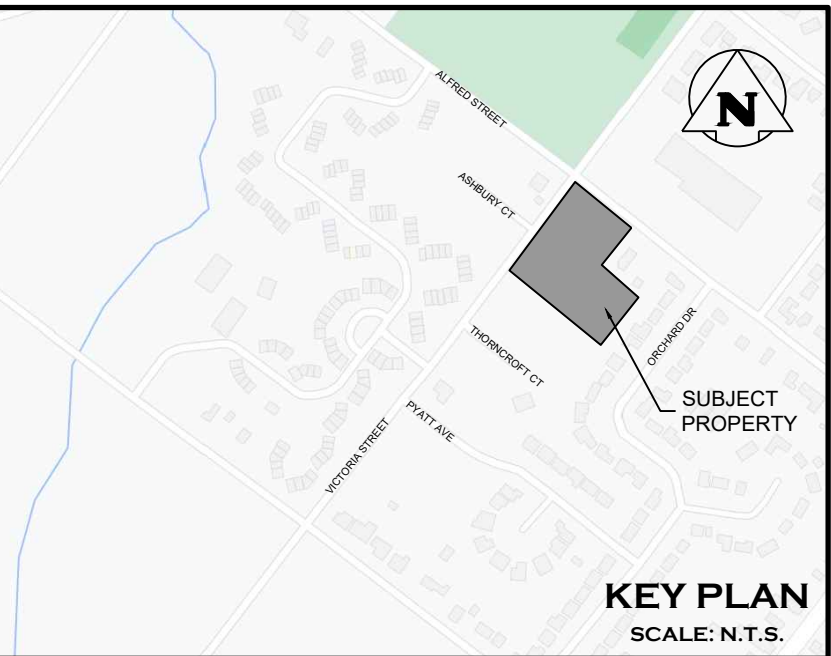 ALFRED STREET
N
ASHBURY CT
ORCHARD DR
THORNCROFT CT
SUBJECT
PROPERTY
PYATT AVE
VICTORIA STREET
KEY PLAN
SCALE: N.T.S.